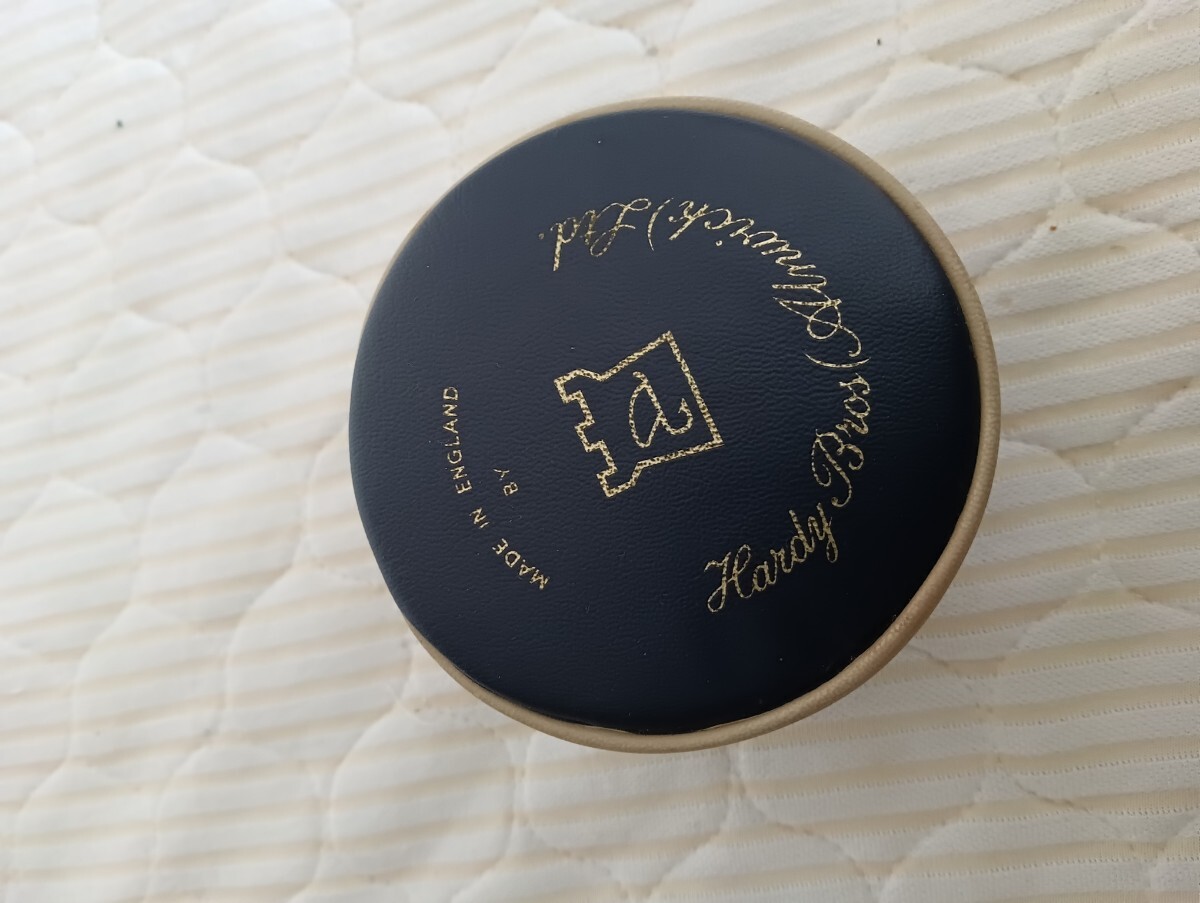 MADE IN ENGLAND
BY
Hardy Bros (Alnwick) Ltd.